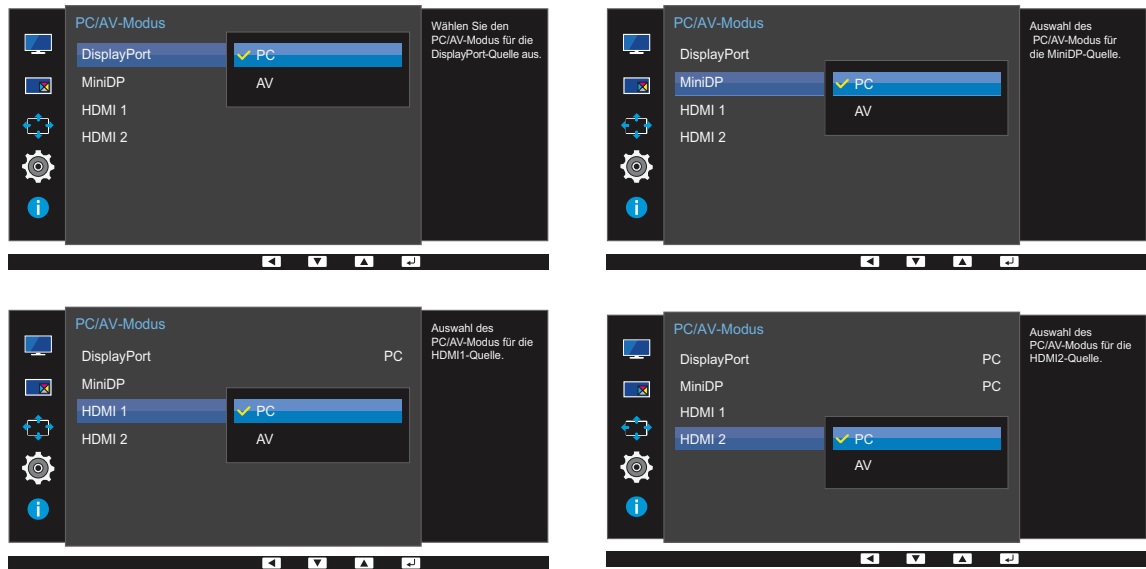 PC/AV-Modus
DisplayPort
PC
MiniDP
AV
HDMI 1
HDMI 2
Wählen Sie den
PC/AV-Modus für die
DisplayPort-Quelle aus.
PC/AV-Modus
DisplayPort
MiniDP
PC
HDMI 1
AV
HDMI 2
Auswahl des
PC/AV-Modus für
die MiniDP-Quelle.
PC/AV-Modus
DisplayPort PC
MiniDP
HDMI 1
PC
HDMI 2
AV
Auswahl des
PC/AV-Modus für die
HDMI1-Quelle.
PC/AV-Modus
DisplayPort PC
MiniDP PC
HDMI 1
HDMI 2
PC
AV
Auswahl des
PC/AV-Modus für die
HDMI2-Quelle.